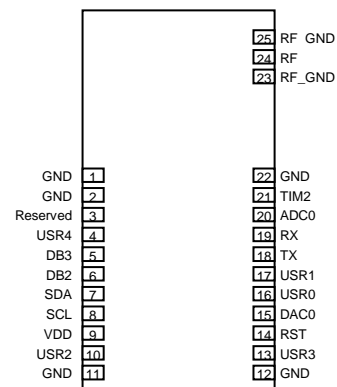 25 RF GND
24 RF
23 RF_GND
GND 1 22 GND
GND 2 21 TIM2
Reserved 3 20 ADC0
USR4 4 19 RX
DB3 5 18 TX
DB2 6 17 USR1
SDA 7 16 USR0
SCL 8 15 DAC0
VDD 9 14 RST
USR2 10 13 USR3
GND 11 12 GND